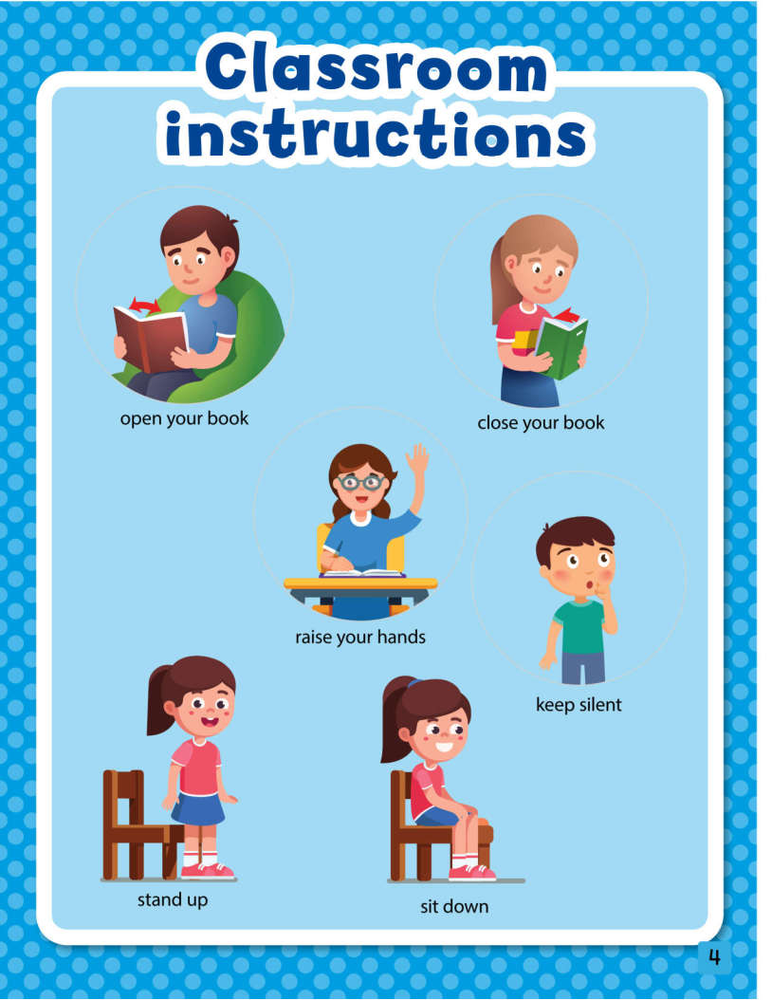 Classroom
instructions
open your book
close your book
raise your hands
keep silent
stand up
sit down
4